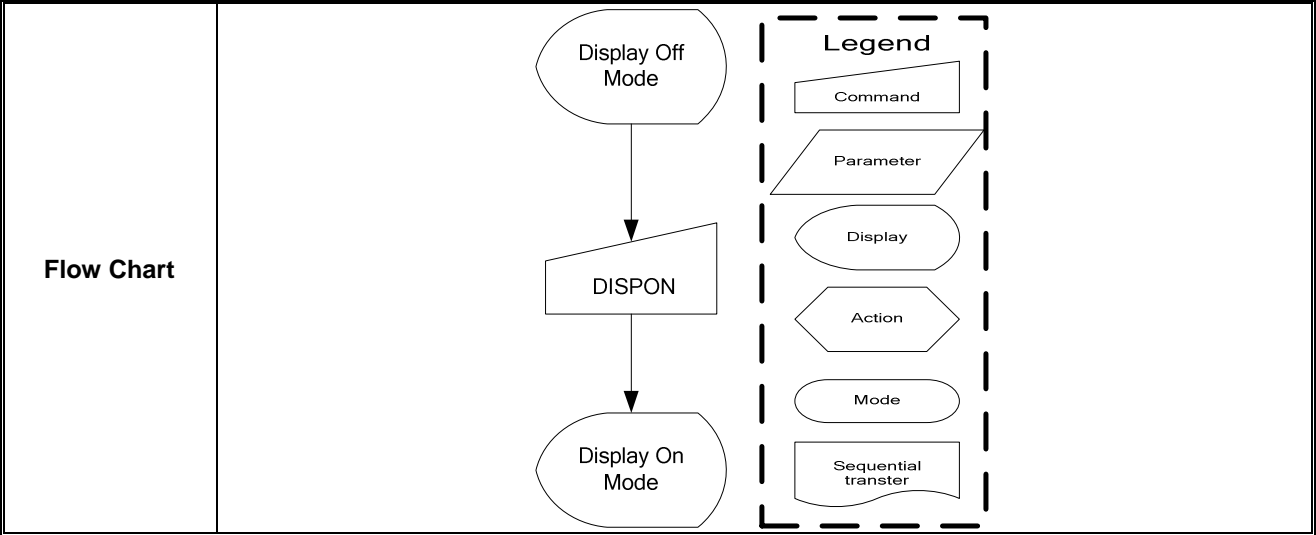 Flow Chart
Display Off
Mode
DISPON
Display On
Mode
Legend
Command
Parameter
Display
Action
Mode
Sequential
transter